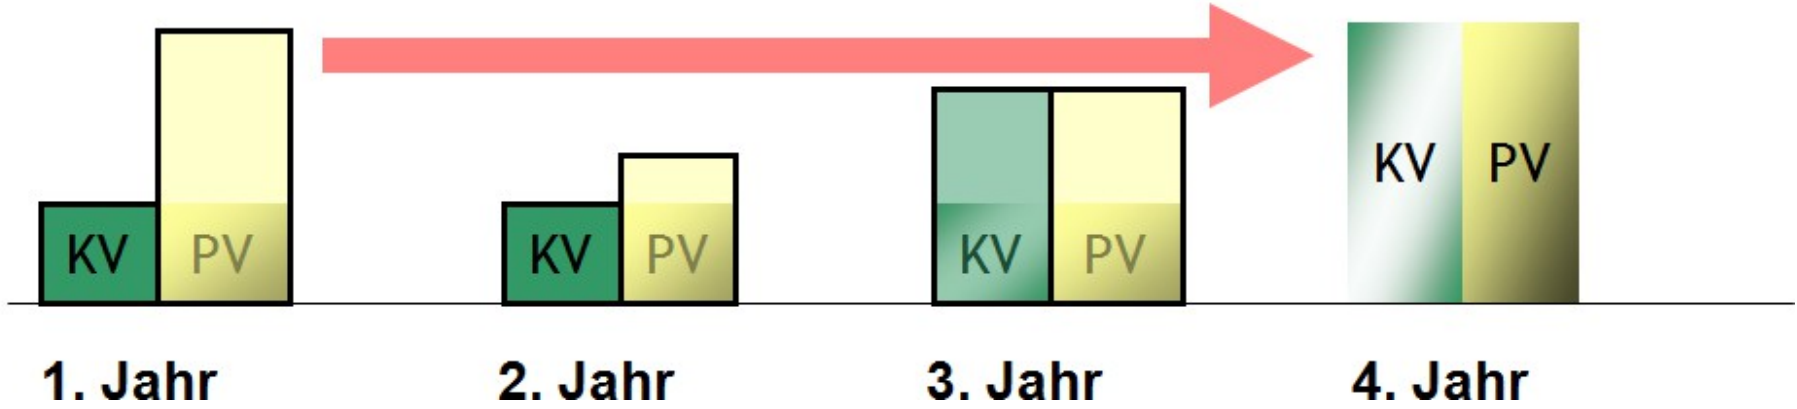 KV PV KV PV KV PV KV PV
1. Jahr 2. Jahr 3. Jahr 4. Jahr